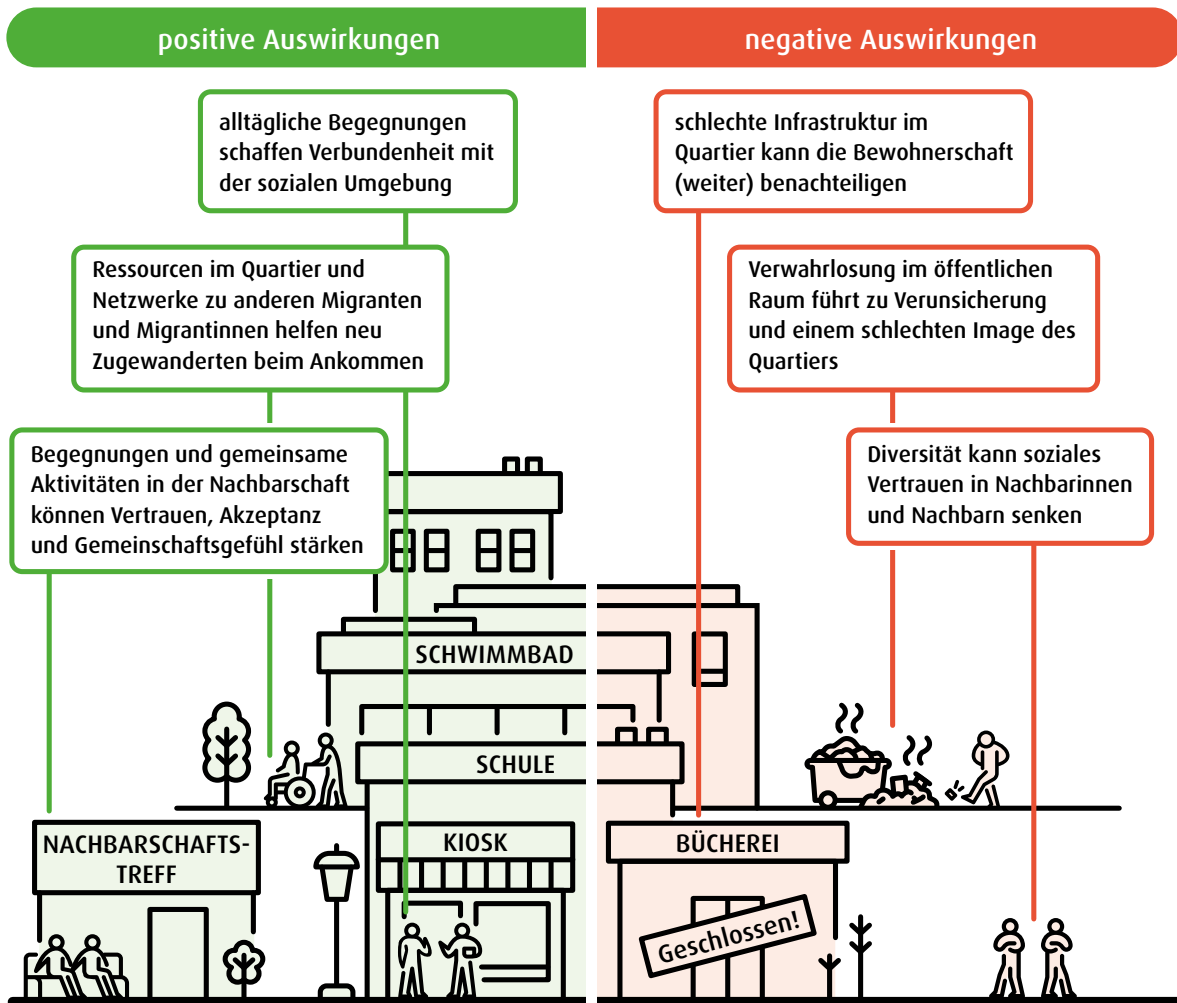 positive Auswirkungen
negative Auswirkungen
alltägliche Begegnungen
schaffen Verbundenheit mit
der sozialen Umgebung
Ressourcen im Quartier und
Netzwerke zu anderen Migranten
und Migrantinnen helfen neu
Zugewanderten beim Ankommen
Begegnungen und gemeinsame
Aktivitäten in der Nachbarschaft
können Vertrauen, Akzeptanz
und Gemeinschaftsgefühl stärken
schlechte Infrastruktur im
Quartier kann die Bewohnerschaft
(weiter) benachteiligen
Verwahrlosung im öffentlichen
Raum führt zu Verunsicherung
und einem schlechten Image des
Quartiers
Diversität kann soziales
Vertrauen in Nachbarinnen
und Nachbarn senken
SCHWIMMBAD
SCHULE
NACHBARSCHAFTS-
TREFF
KIOSK
BÜCHEREI
Geschlossen!